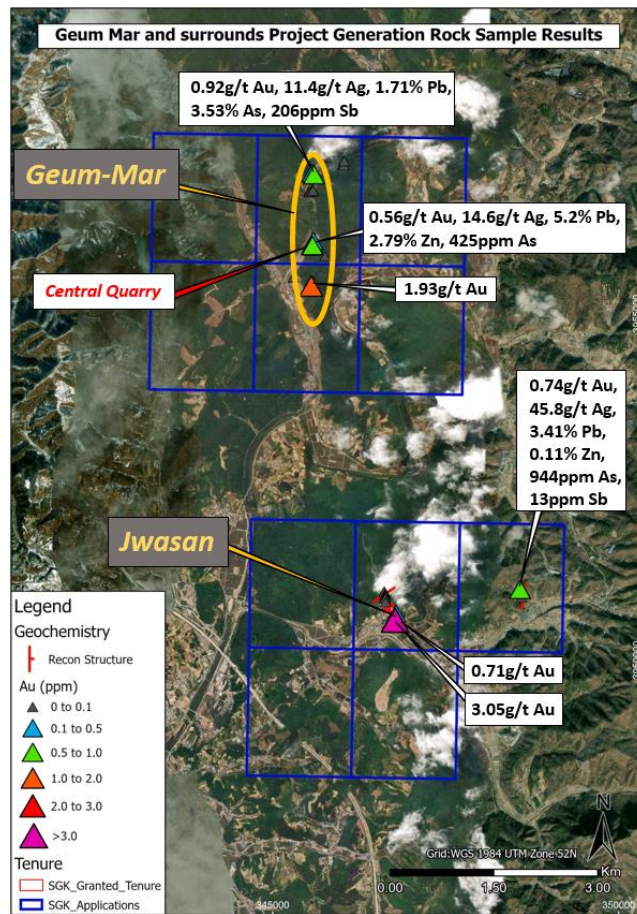 Geum Mar and surrounds Project Generation Rock Sample Results
0.92g/t Au, 11.4g/t Ag, 1.71% Pb,
3.53% As, 206ppm Sb
Geum-Mar
0.56g/t Au, 14.6g/t Ag, 5.2% Pb,
2.79% Zn, 425ppm As
Central Quarry
1.93g/t Au
0.74g/t Au,
45.8g/t Ag,
3.41% Pb,
0.11% Zn,
944ppm As,
13ppm Sb
Jwasan
0.71g/t Au
3.05g/t Au
Legend
Geochemistry
Recon Structure
Au (ppm)
0 to 0.1
0.1 to 0.5
0.5 to 1.0
1.0 to 2.0
2.0 to 3.0
>3.0
Tenure
SGK_Granted_Tenure
SGK_Applications
N
Grid:WGS 1984 UTM Zone 52N
Km
0.00 1.50 3.00
345000 350000